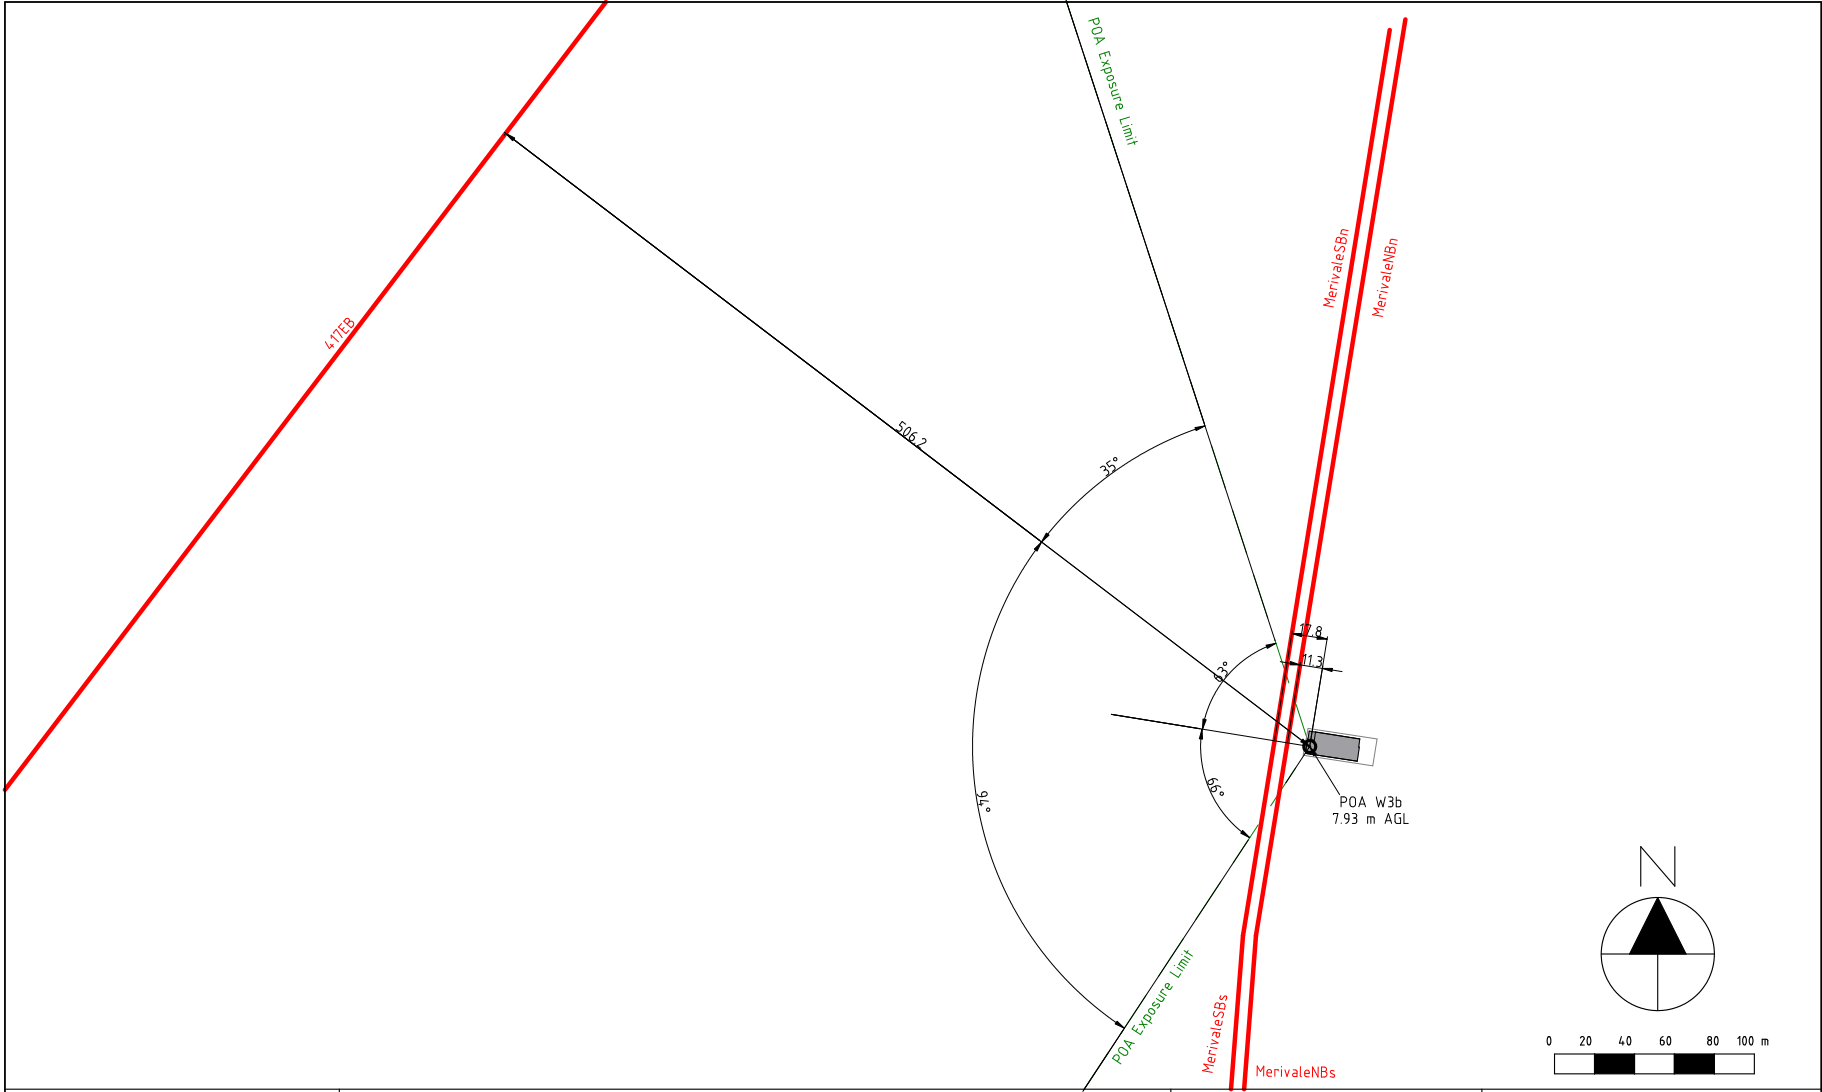 POA Exposure Limit
MerivaleSBn
MerivaleNBn
417EB
506.2
35°
17.8
11.3
63°
66°
94°
POA W3b
7.93 m AGL
N
POA Exposure Limit
MerivaleSBs
MerivaleNBs
0 20 40 60 80 100 m